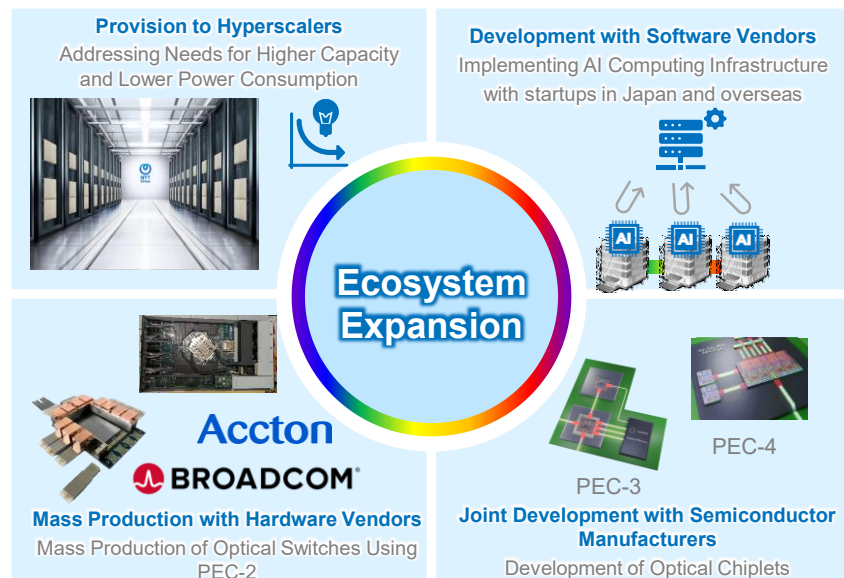 Provision to Hyperscalers
Addressing Needs for Higher Capacity
and Lower Power Consumption
NTT
Development with Software Vendors
Implementing AI Computing Infrastructure
with startups in Japan and overseas
AI
AI
AI
Ecosystem
Expansion
Accton
BROADCOM®
Mass Production with Hardware Vendors
Mass Production of Optical Switches Using
PEC-2
PEC-4
PEC-3
Joint Development with Semiconductor
Manufacturers
Development of Optical Chiplets